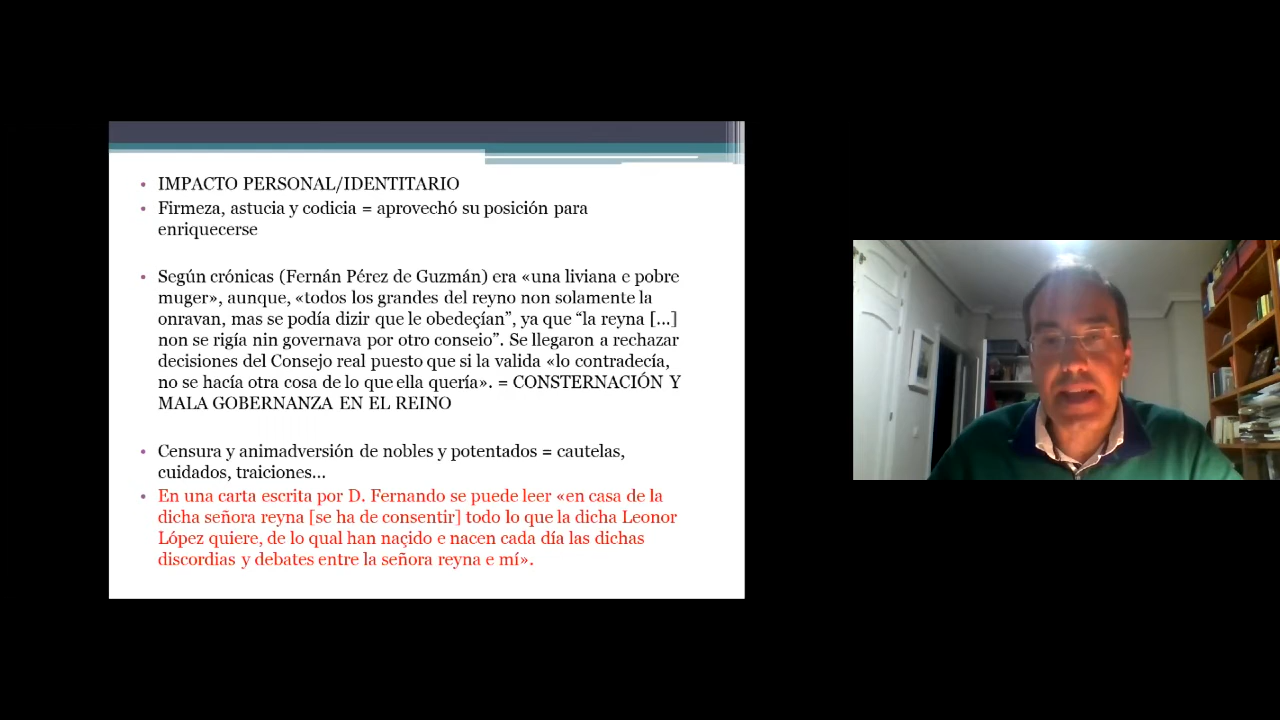 IMPACTO PERSONAL/IDENTITARIO
Firmeza, astucia y codicia = aprovechó su posición para
enriquecerse
Según crónicas (Fernán Pérez de Guzmán) era «una liviana e pobre
muger», aunque, «todos los grandes del reyno non solamente la
onravan, mas se podía dizir que le obedeçían”, ya que “la reyna [...]
non se rigía nin governava por otro conseio”. Se llegaron a rechazar
decisiones del Consejo real puesto que si la valida «lo contradecía,
no se hacía otra cosa de lo que ella quería». = CONSTERNACIÓN Y
MALA GOBERNANZA EN EL REINO
Censura y animadversión de nobles y potentados = cautelas,
cuidados, traiciones...
En una carta escrita por D. Fernando se puede leer «en casa de la
dicha señora reyna [se ha de consentir] todo lo que la dicha Leonor
López quiere, de lo qual han naçido e nacen cada día las dichas
discordias y debates entre la señora reyna e mí».